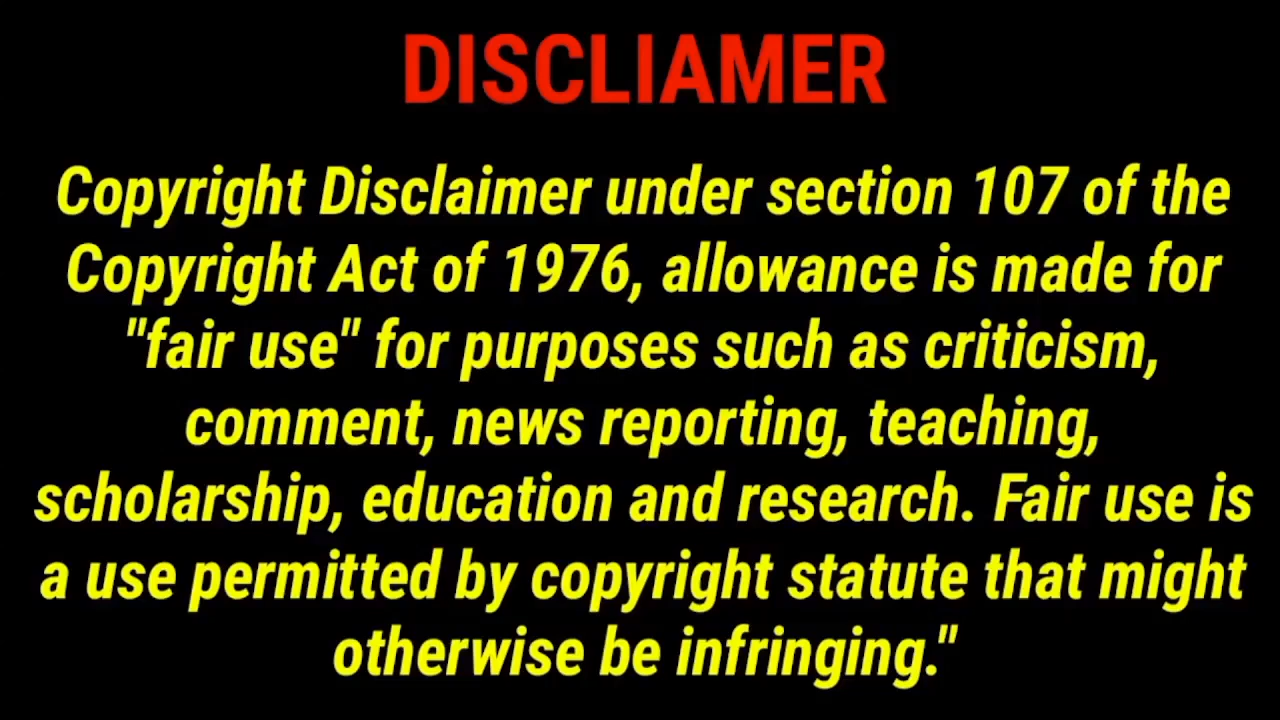 DISCLIAMER
Copyright Disclaimer under section 107 of the
Copyright Act of 1976, allowance is made for
"fair use" for purposes such as criticism,
comment, news reporting, teaching,
scholarship, education and research. Fair use is
a use permitted by copyright statute that might
otherwise be infringing."